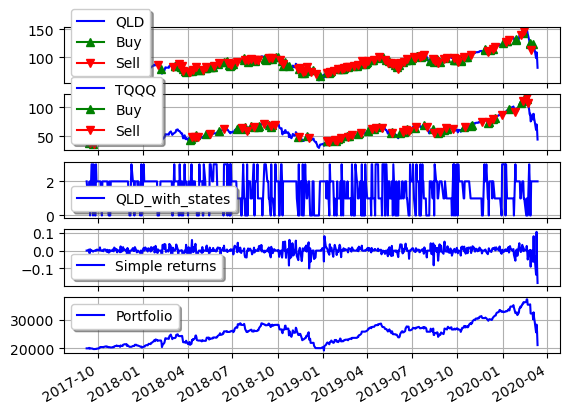 QLD
Buy
Sell
150
100
TQQQ
Buy
Sell
100
50
2
0
QLD_with_states
0.1
0.0
−0.1
Simple returns
30000
20000
Portfolio
2017-10
2018-01
2018-04
2018-07
2018-10
2019-01
2019-04
2019-07
2019-10
2020-01
2020-04